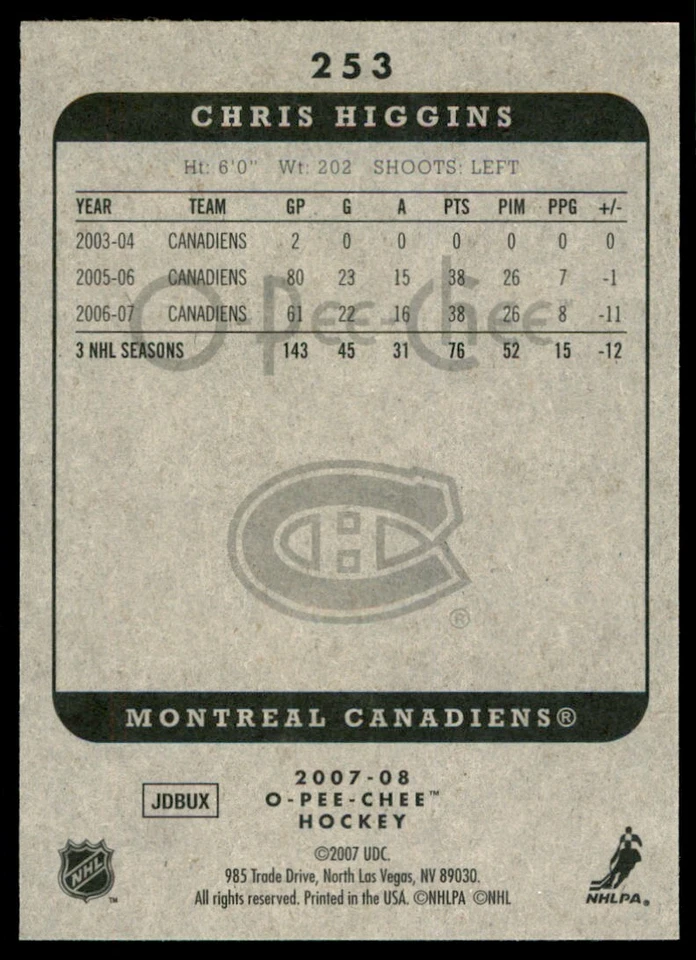 253
CHRIS HIGGINS
Ht: 6'0" Wt: 202 SHOOTS: LEFT
YEAR TEAM GP G A PTS PIM PPG +/-
2003-04 CANADIENS 2 0 0 0 0 0 0
2005-06 CANADIENS 80 23 15 38 26 7 -1
2006-07 CANADIENS 61 22 16 38 26 8 -11
O-Pee-Chee™
3 NHL SEASONS 143 45 31 76 52 15 -12
®
MONTREAL CANADIENS®
2007-08
JDBUX O-PEE-CHEE™
HOCKEY
©2007 UDC.
985 Trade Drive, North Las Vegas, NV 89030.
All rights reserved. Printed in the USA. ©NHLPA ©NHL
NHL™
NHLPA®